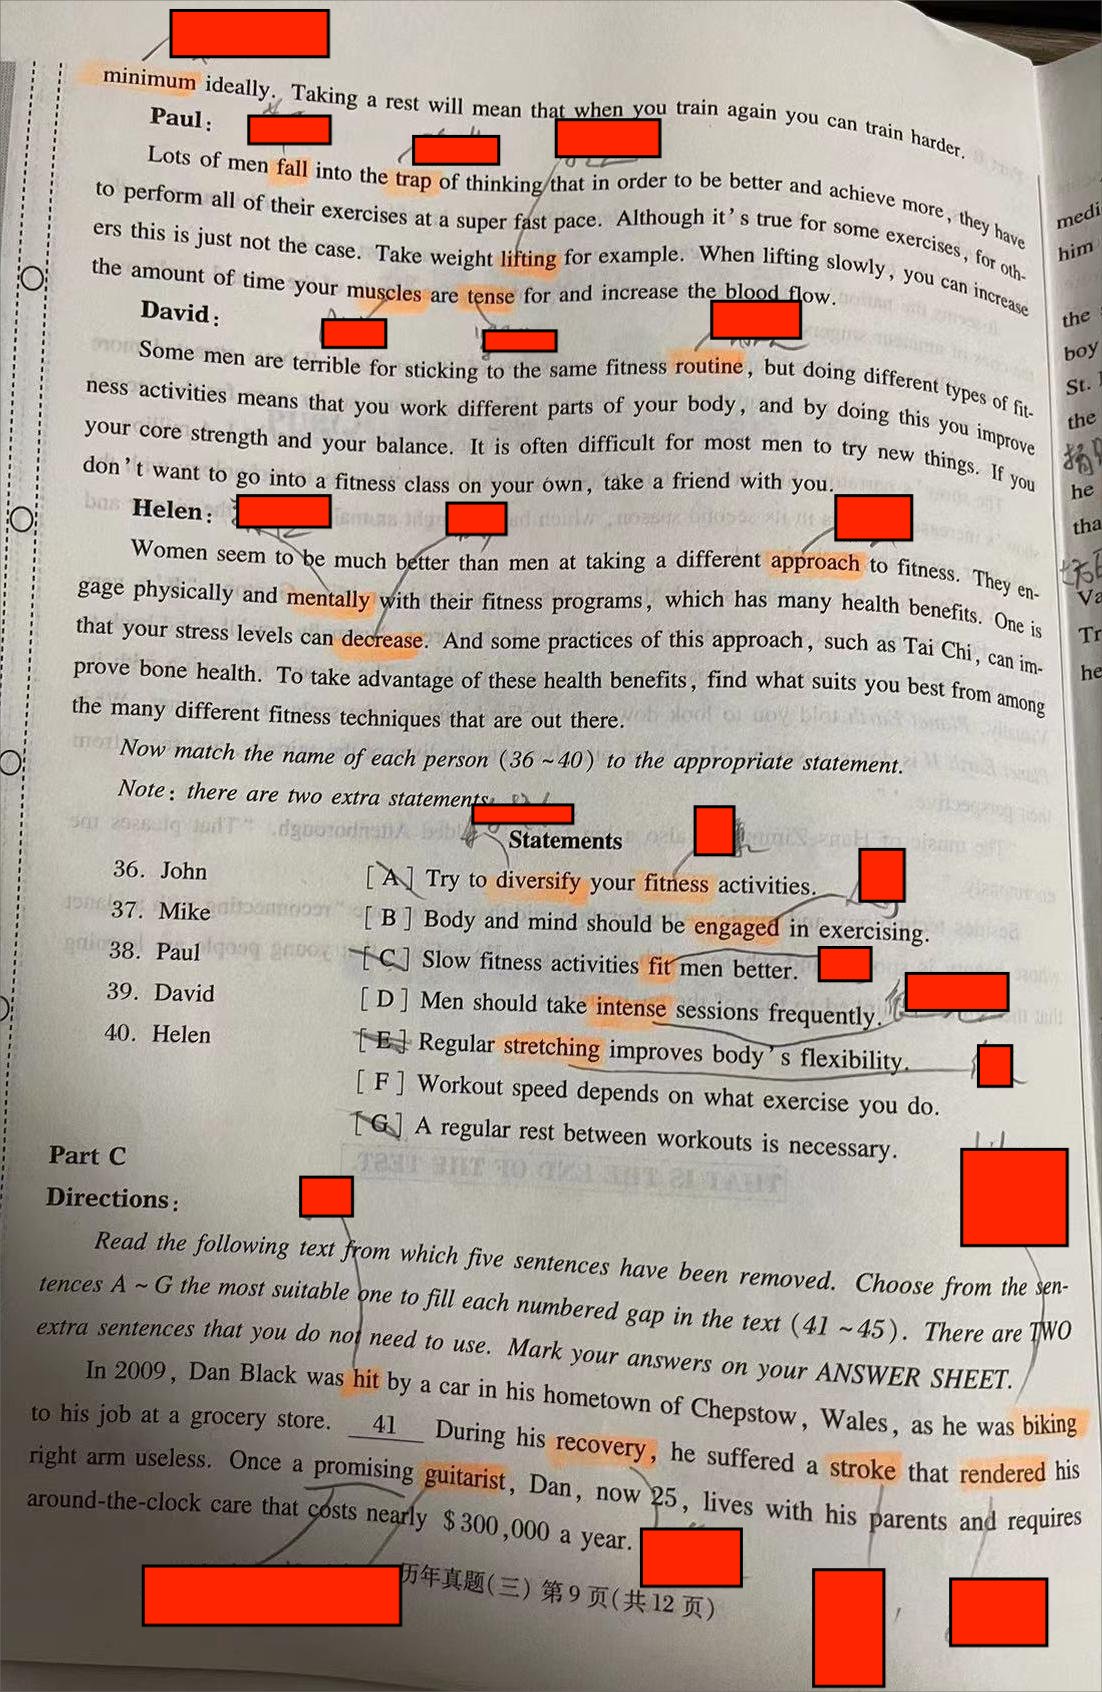 minimum ideally. Taking a rest will mean that when you train again you can train harder.
Paul:
Lots of men fall into the trap of thinking that in order to be better and achieve more, they have
to perform all of their exercises at a super fast pace. Although it's true for some exercises, for oth-
ers this is just not the case. Take weight lifting for example. When lifting slowly, you can increase
the amount of time your muscles are tense for and increase the blood flow.
David:
Some men are terrible for sticking to the same fitness routine, but doing different types of fit-
ness activities means that you work different parts of your body, and by doing this you improve
your core strength and your balance. It is often difficult for most men to try new things. If you
don't want to go into a fitness class on your own, take a friend with you.
Helen:
Women seem to be much better than men at taking a different approach to fitness. They en-
gage physically and mentally with their fitness programs, which has many health benefits. One is
that your stress levels can decrease. And some practices of this approach, such as Tai Chi, can im-
prove bone health. To take advantage of these health benefits, find what suits you best from among
the many different fitness techniques that are out there.
Now match the name of each person (36 ~ 40) to the appropriate statement.
Note: there are two extra statements.
Statements
36. John
[ A ] Try to diversify your fitness activities.
37. Mike
[ B ] Body and mind should be engaged in exercising.
38. Paul
[ C ] Slow fitness activities fit men better.
39. David
[ D ] Men should take intense sessions frequently.
40. Helen
[ E ] Regular stretching improves body's flexibility.
[ F ] Workout speed depends on what exercise you do.
[ G ] A regular rest between workouts is necessary.
Part C
Directions:
Read the following text from which five sentences have been removed. Choose from the sen-
tences A ~ G the most suitable one to fill each numbered gap in the text (41 ~ 45). There are TWO
extra sentences that you do not need to use. Mark your answers on your ANSWER SHEET.
In 2009, Dan Black was hit by a car in his hometown of Chepstow, Wales, as he was biking
to his job at a grocery store. 41 During his recovery, he suffered a stroke that rendered his
right arm useless. Once a promising guitarist, Dan, now 25, lives with his parents and requires
around-the-clock care that costs nearly $300,000 a year.
历年真题(三) 第9页(共12页)
medi
him
the
boy
St.
the
he
tha
Va
Tr
he